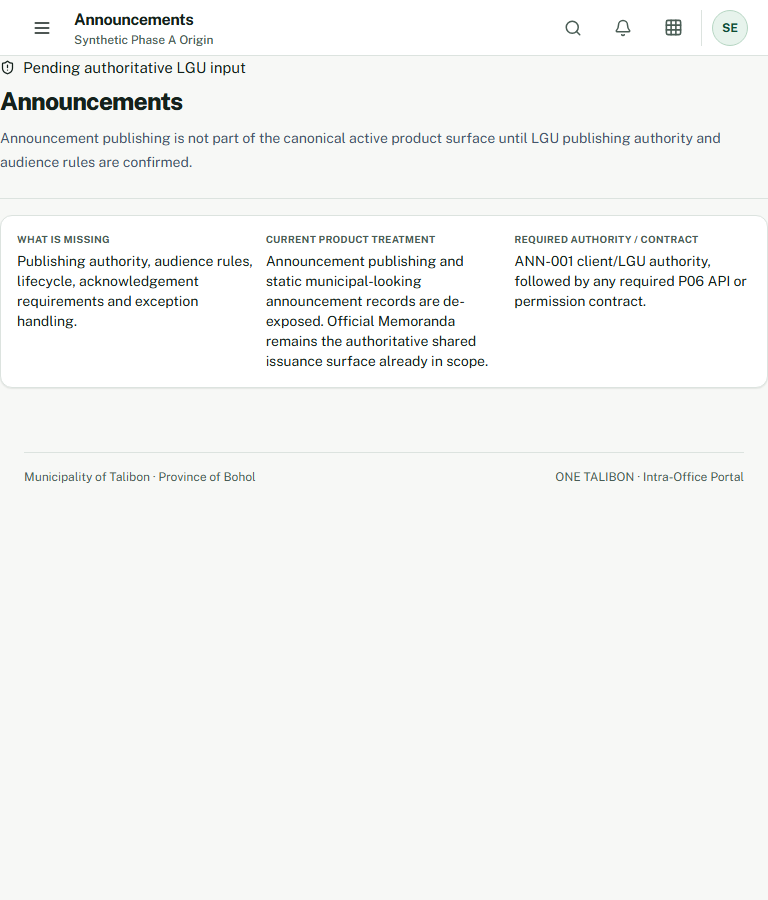 Announcements
Synthetic Phase A Origin
SE
Pending authoritative LGU input
Announcements
Announcement publishing is not part of the canonical active product surface until LGU publishing authority and
audience rules are confirmed.
WHAT IS MISSING
Publishing authority, audience rules,
lifecycle, acknowledgement
requirements and exception
handling.
CURRENT PRODUCT TREATMENT
Announcement publishing and
static municipal-looking
announcement records are de-
exposed. Official Memoranda
remains the authoritative shared
issuance surface already in scope.
REQUIRED AUTHORITY / CONTRACT
ANN-001 client/LGU authority,
followed by any required P06 API or
permission contract.
Municipality of Talibon · Province of Bohol
ONE TALIBON · Intra-Office Portal